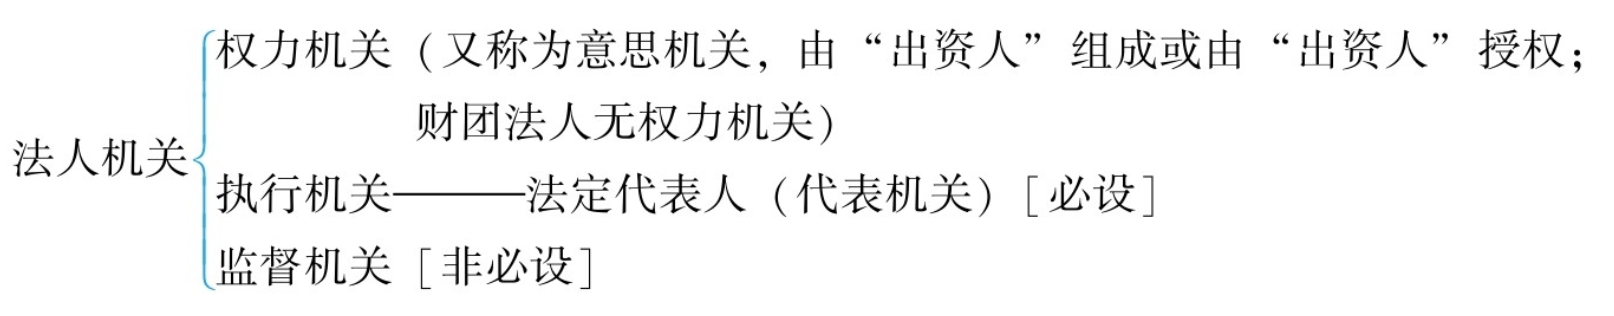 权力机关（又称为意思机关，由“出资人”组成或由“出资人”授权；
财团法人无权力机关）
法人机关
执行机关———法定代表人（代表机关）［必设］
监督机关［非必设］